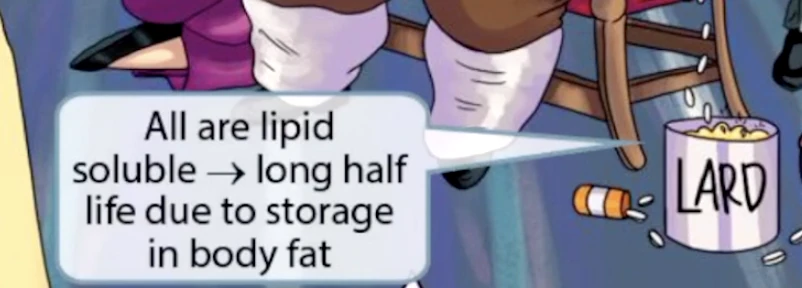 All are lipid
soluble → long half
life due to storage
in body fat
LARD